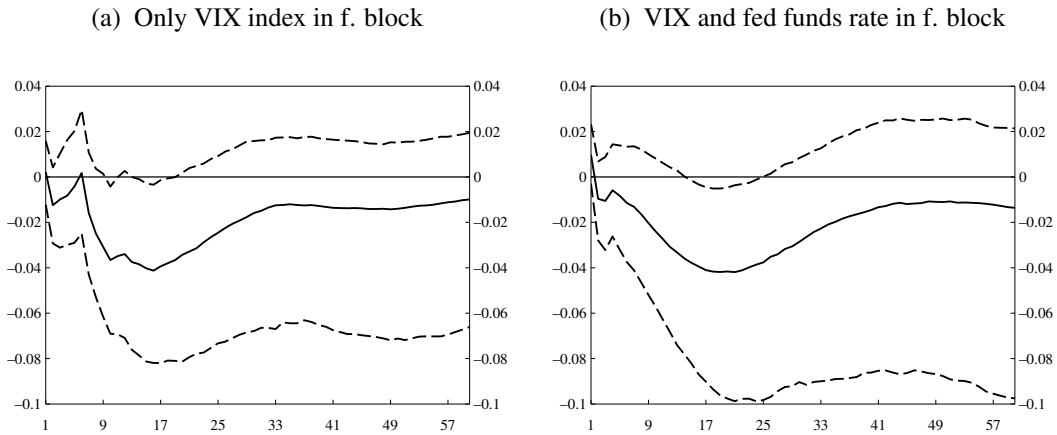 (a) Only VIX index in f. block
(b) VIX and fed funds rate in f. block
0.04 0.04 0.04 0.04
0.02 0.02 0.02 0.02
0 0 0 0
–0.02 –0.02 –0.02 –0.02
–0.04 –0.04 –0.04 –0.04
–0.06 –0.06 –0.06 –0.06
–0.08 –0.08 –0.08 –0.08
–0.1 –0.1 –0.1 –0.1
1 9 17 25 33 41 49 57 1 9 17 25 33 41 49 57